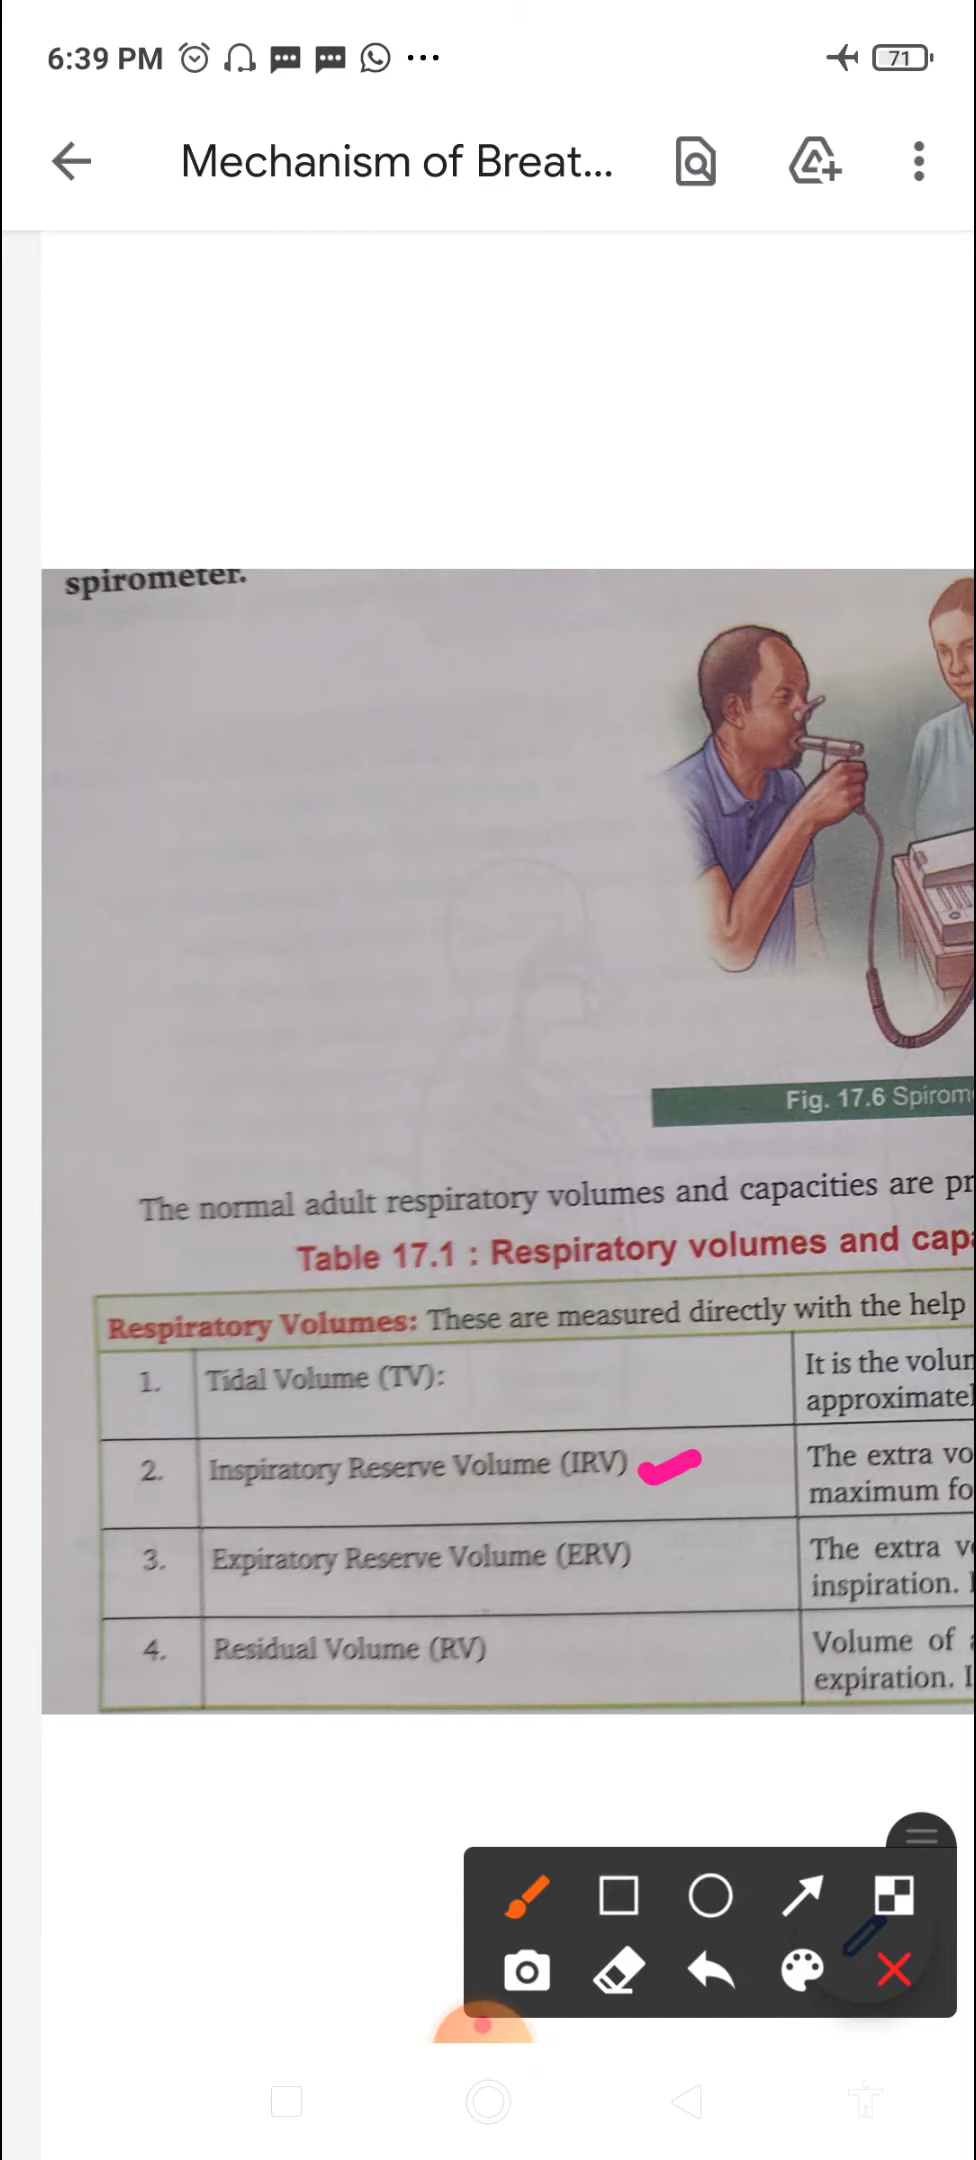 6:39 PM
71
Mechanism of Breat...
spirometer.
Fig. 17.6 Spirom
The normal adult respiratory volumes and capacities are pr
Table 17.1 : Respiratory volumes and capa
Respiratory Volumes: These are measured directly with the help
1. Tidal Volume (TV): It is the volum
approximatel
2. Inspiratory Reserve Volume (IRV) The extra vo
maximum fo
3. Expiratory Reserve Volume (ERV) The extra v
inspiration.
4. Residual Volume (RV) Volume of
expiration. I